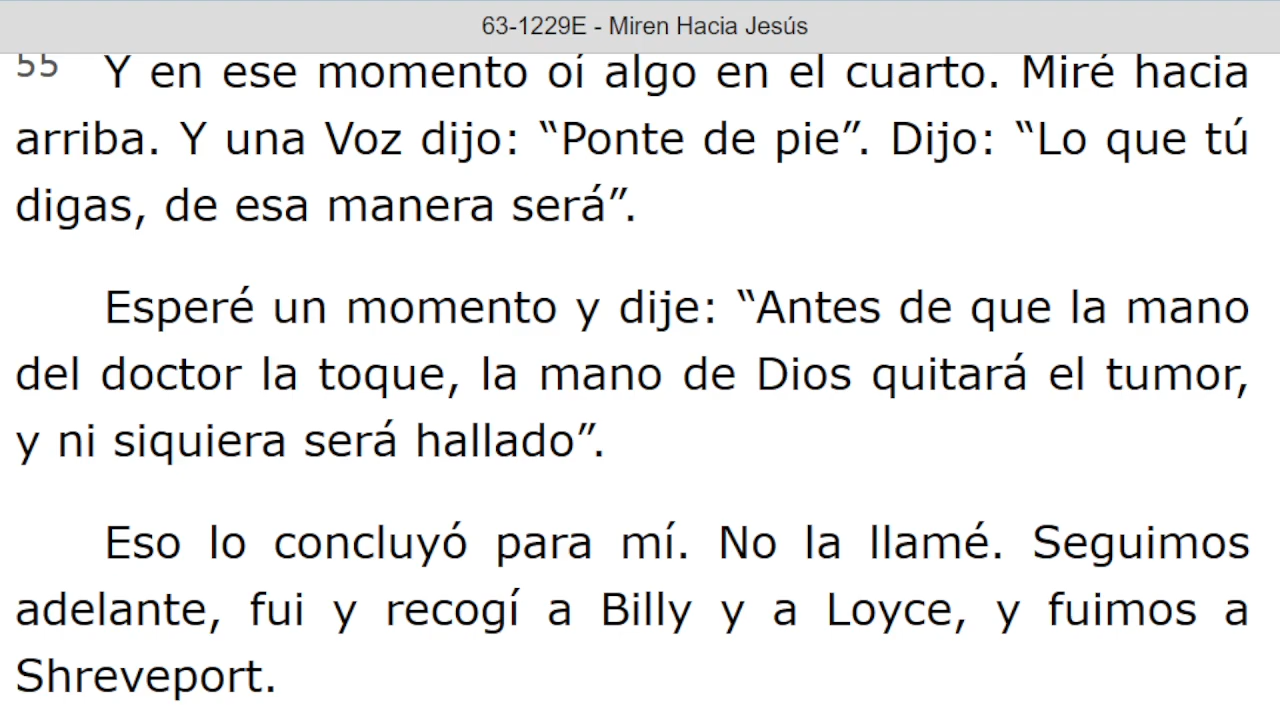 63-1229E - Miren Hacia Jesús
55 Y en ese momento oí algo en el cuarto. Miré hacia
arriba. Y una Voz dijo: “Ponte de pie”. Dijo: “Lo que tú
digas, de esa manera será”.
Esperé un momento y dije: “Antes de que la mano
del doctor la toque, la mano de Dios quitará el tumor,
y ni siquiera será hallado”.
Eso lo concluyó para mí. No la llamé. Seguimos
adelante, fui y recogí a Billy y a Loyce, y fuimos a
Shreveport.